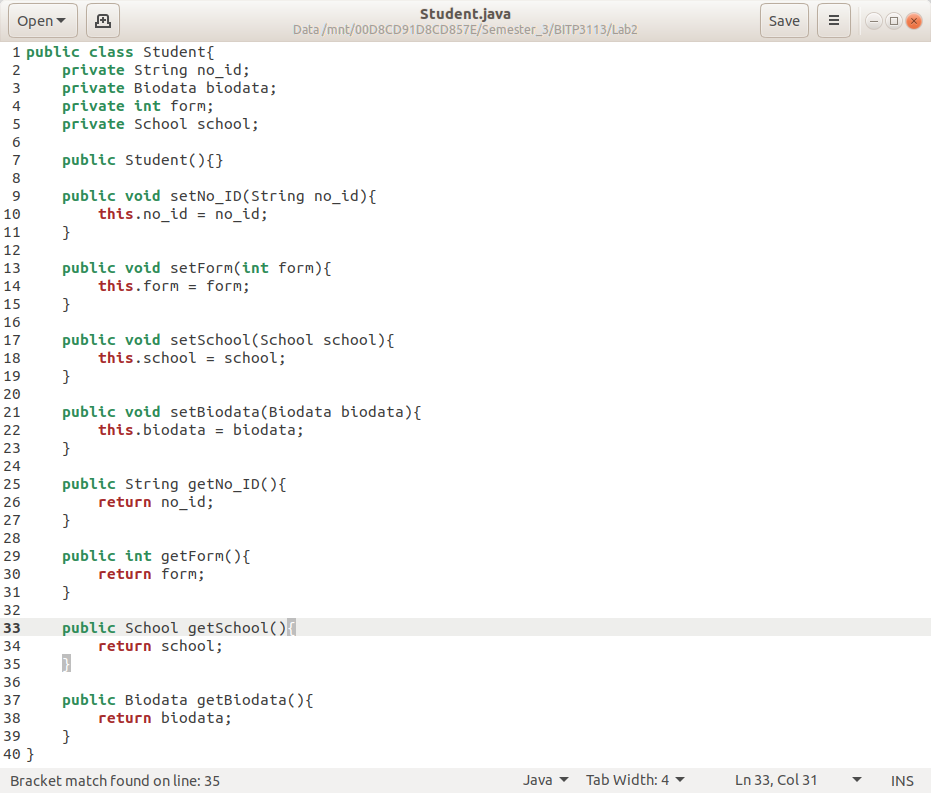 Open
Student.java
Data /mnt/00D8CD91D8CD857E/Semester_3/BITP3113/Lab2
Save
1 public class Student{
2     private String no_id;
3     private Biodata biodata;
4     private int form;
5     private School school;
6
7     public Student(){}
8
9     public void setNo_ID(String no_id){
10         this.no_id = no_id;
11     }
12
13     public void setForm(int form){
14         this.form = form;
15     }
16
17     public void setSchool(School school){
18         this.school = school;
19     }
20
21     public void setBiodata(Biodata biodata){
22         this.biodata = biodata;
23     }
24
25     public String getNo_ID(){
26         return no_id;
27     }
28
29     public int getForm(){
30         return form;
31     }
32
33     public School getSchool(){
34         return school;
35     }
36
37     public Biodata getBiodata(){
38         return biodata;
39     }
40 }
Bracket match found on line: 35 Java Tab Width: 4 Ln 33, Col 31 INS